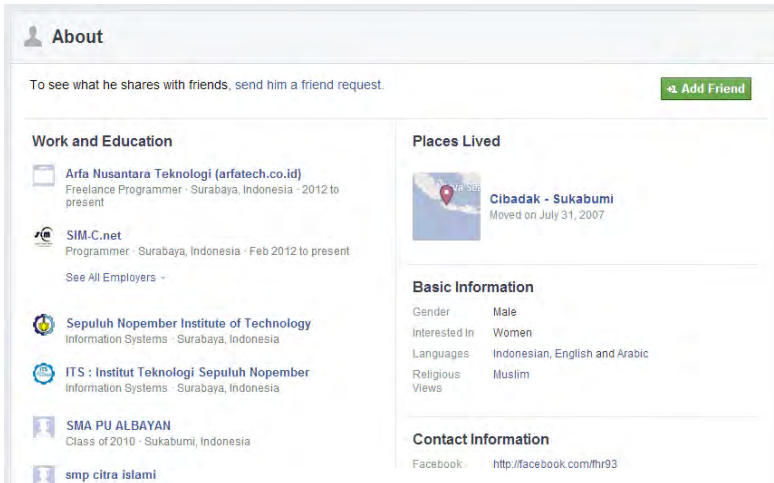 About
To see what he shares with friends, send him a friend request.
Add Friend
Work and Education
Arfa Nusantara Teknologi (arfatech.co.id)
Freelance Programmer · Surabaya, Indonesia · 2012 to
present
SIM-C.net
Programmer · Surabaya, Indonesia · Feb 2012 to present
See All Employers
Sepuluh Nopember Institute of Technology
Information Systems · Surabaya, Indonesia
ITS : Institut Teknologi Sepuluh Nopember
Information Systems · Surabaya, Indonesia
SMA PU ALBAYAN
Class of 2010 · Sukabumi, Indonesia
smp citra islami
Places Lived
Cibadak - Sukabumi
Moved on July 31, 2007
Basic Information
Gender Male
Interested In Women
Languages Indonesian, English and Arabic
Religious Muslim
Views
Contact Information
Facebook http://facebook.com/fhr93